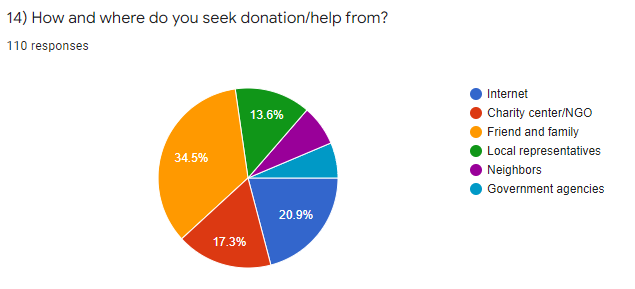 14) How and where do you seek donation/help from?
110 responses
13.6%
34.5%
20.9%
17.3%
Internet
Charity center/NGO
Friend and family
Local representatives
Neighbors
Government agencies